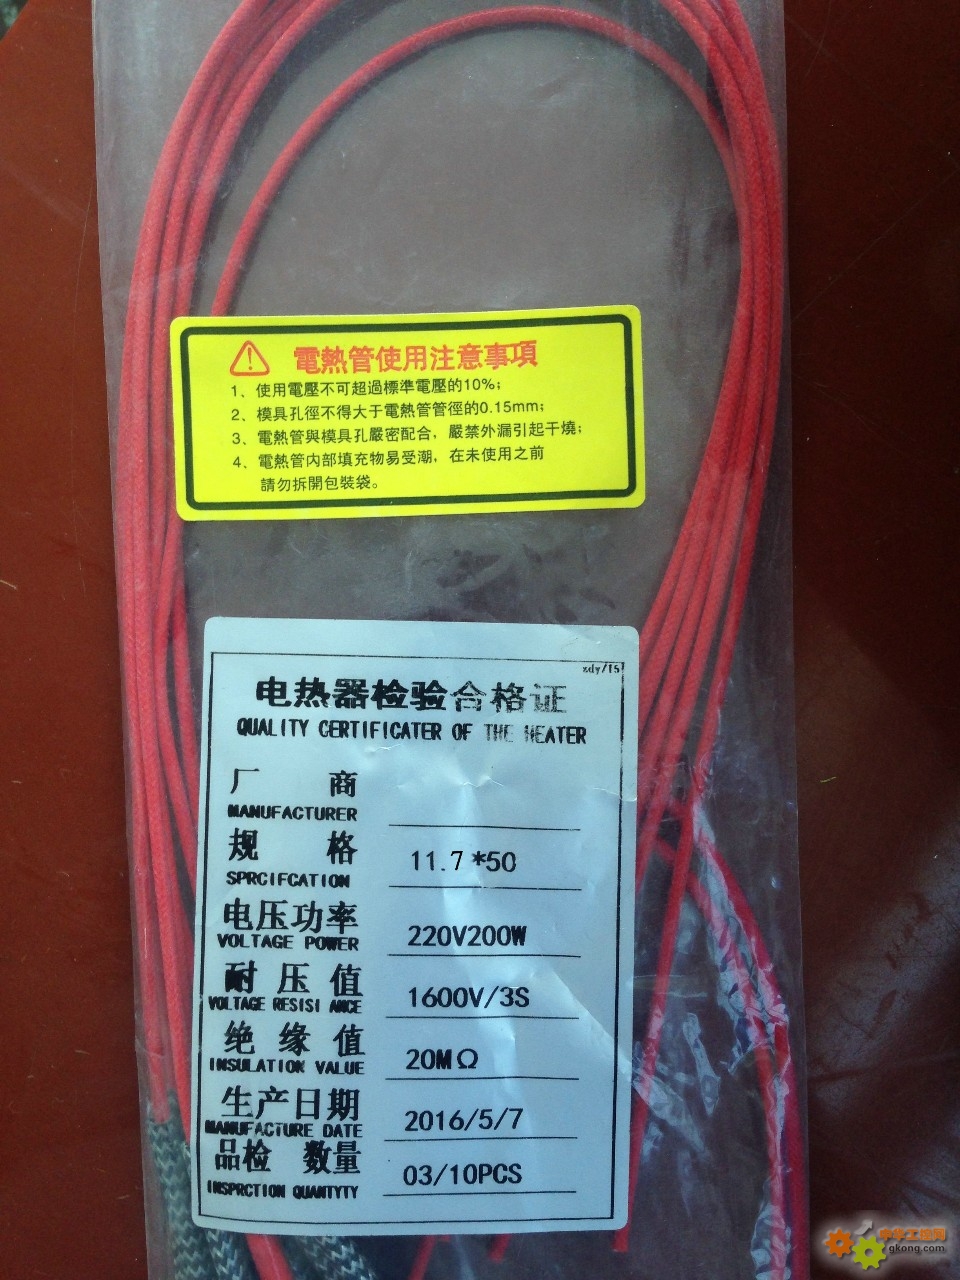 電熱管使用注意事項
1、使用電壓不可超過標準電壓的10%；
2、模具孔徑不得大于電熱管管徑的0.15mm；
3、電熱管與模具孔嚴密配合，嚴禁外漏引起干燒；
4、電熱管内部填充物易受潮，在未使用之前
請勿拆開包裝袋。
zdy/15
电热器检验合格证
QUALITY CERTIFICATER OF THE HEATER
厂 商
MANUFACTURER
规 格 11.7*50
SPRCIFCATION
电压功率 220V200W
VOLTAGE POWER
耐压值 1600V/3S
VOLTAGE RESISI ANCE
绝缘值 20MΩ
INSULATION VALUE
生产日期 2016/5/7
MANUFACTURE DATE
品检 数量 03/10PCS
INSPRCTION QUANTYTY
中华工控网
gkong.com